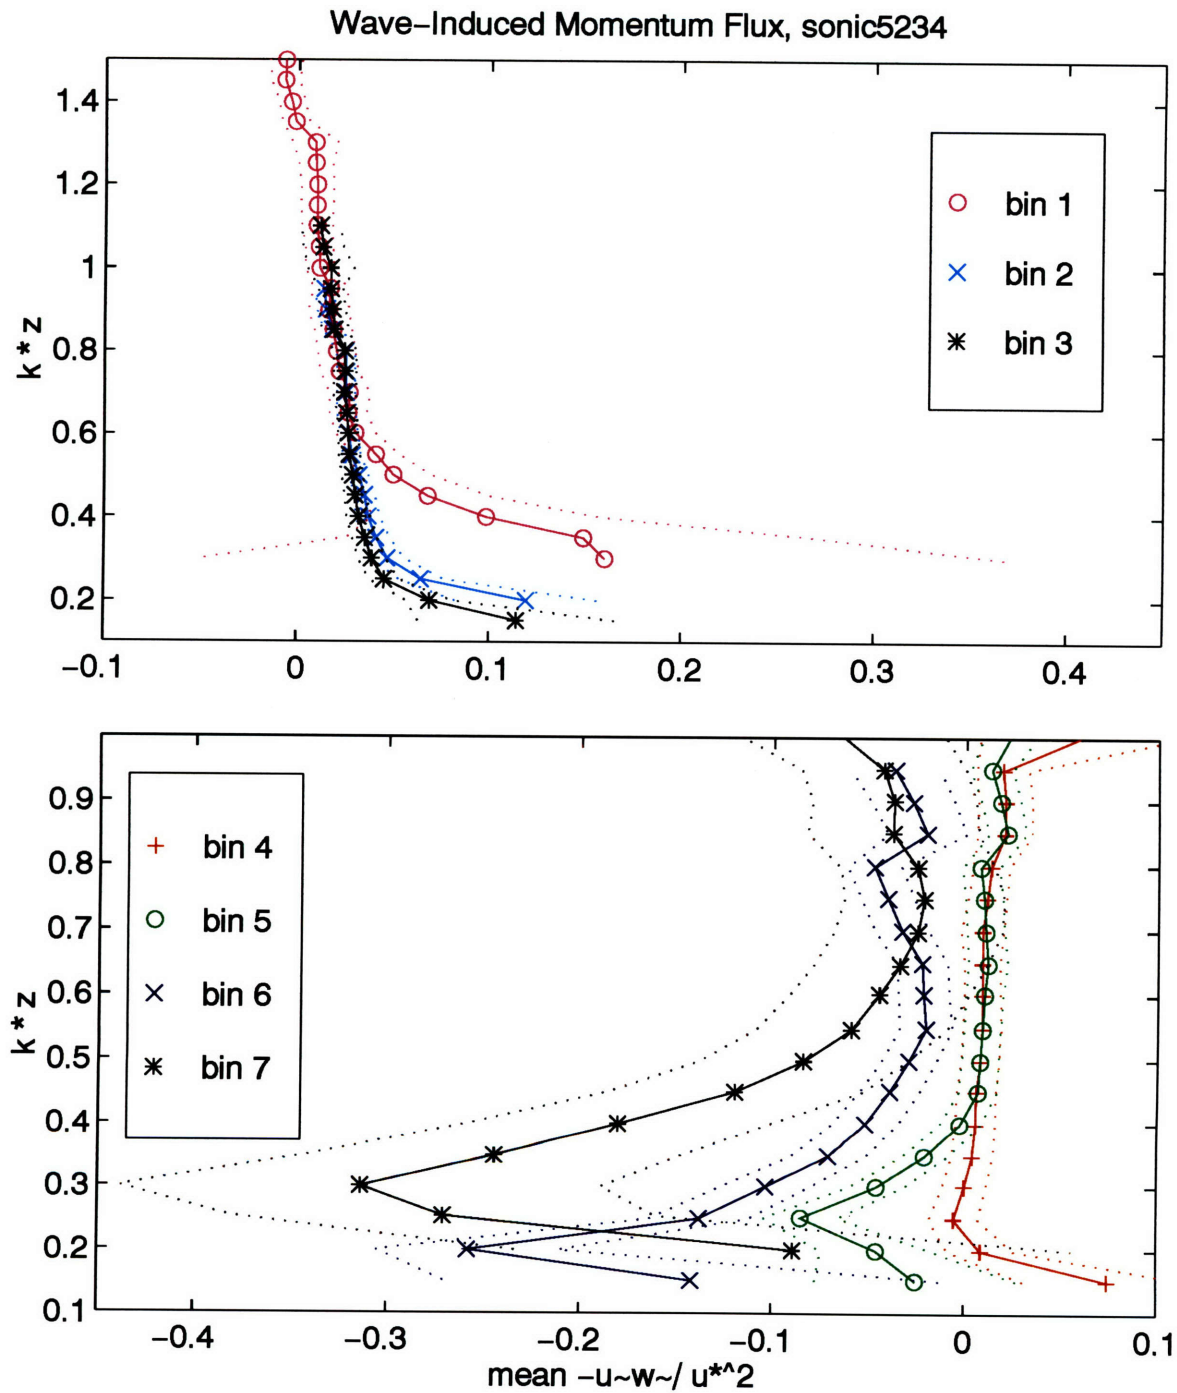 Wave−Induced Momentum Flux, sonic5234
1.4
1.2
1
0.8
0.6
0.4
0.2
k * z
bin 1
bin 2
bin 3
−0.1 0 0.1 0.2 0.3 0.4
0.9
0.8
0.7
0.6
0.5
0.4
0.3
0.2
0.1
k * z
bin 4
bin 5
bin 6
bin 7
−0.4 −0.3 −0.2 −0.1 0 0.1
mean −u~w~/ u*^2